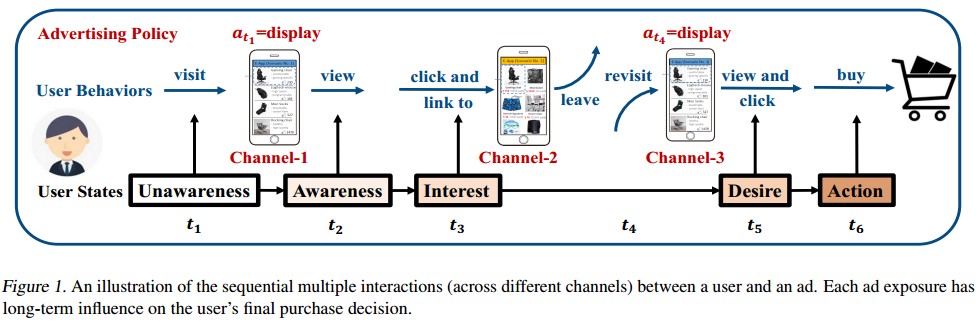 Advertising Policy
a_{t_1}=display
a_{t_4}=display
User Behaviors
visit
view
click and
link to
leave
revisit
view and
click
buy
Channel-1
Channel-2
Channel-3
User States
Unawareness
Awareness
Interest
Desire
Action
t_1
t_2
t_3
t_4
t_5
t_6
Figure 1. An illustration of the sequential multiple interactions (across different channels) between a user and an ad. Each ad exposure has
long-term influence on the user's final purchase decision.